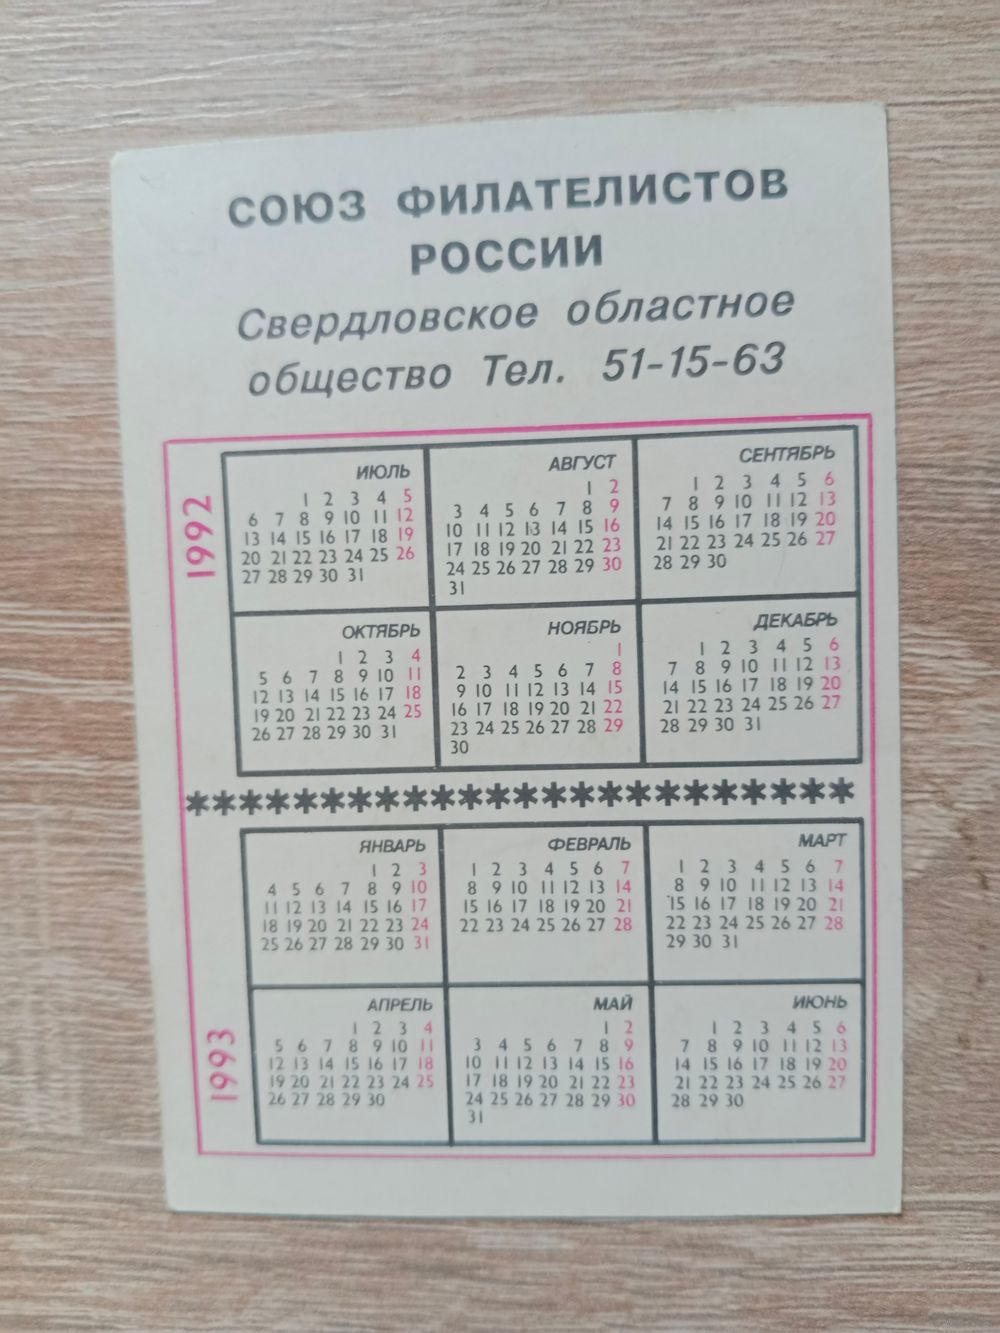 СОЮЗ ФИЛАТЕЛИСТОВ
РОССИИ
Свердловское областное
общество Тел. 51-15-63
1992
ИЮЛЬ
1 2 3 4 5
6 7 8 9 10 11 12
13 14 15 16 17 18 19
20 21 22 23 24 25 26
27 28 29 30 31
АВГУСТ
1 2
3 4 5 6 7 8 9
10 11 12 13 14 15 16
17 18 19 20 21 22 23
24 25 26 27 28 29 30
31
СЕНТЯБРЬ
1 2 3 4 5 6
7 8 9 10 11 12 13
14 15 16 17 18 19 20
21 22 23 24 25 26 27
28 29 30
ОКТЯБРЬ
1 2 3 4
5 6 7 8 9 10 11
12 13 14 15 16 17 18
19 20 21 22 23 24 25
26 27 28 29 30 31
НОЯБРЬ
1
2 3 4 5 6 7 8
9 10 11 12 13 14 15
16 17 18 19 20 21 22
23 24 25 26 27 28 29
30
ДЕКАБРЬ
1 2 3 4 5 6
7 8 9 10 11 12 13
14 15 16 17 18 19 20
21 22 23 24 25 26 27
28 29 30 31
*************************
1993
ЯНВАРЬ
1 2 3
4 5 6 7 8 9 10
11 12 13 14 15 16 17
18 19 20 21 22 23 24
25 26 27 28 29 30 31
ФЕВРАЛЬ
1 2 3 4 5 6 7
8 9 10 11 12 13 14
15 16 17 18 19 20 21
22 23 24 25 26 27 28
МАРТ
1 2 3 4 5 6 7
8 9 10 11 12 13 14
15 16 17 18 19 20 21
22 23 24 25 26 27 28
29 30 31
АПРЕЛЬ
1 2 3 4
5 6 7 8 9 10 11
12 13 14 15 16 17 18
19 20 21 22 23 24 25
26 27 28 29 30
МАЙ
1 2
3 4 5 6 7 8 9
10 11 12 13 14 15 16
17 18 19 20 21 22 23
24 25 26 27 28 29 30
31
ИЮНЬ
1 2 3 4 5 6
7 8 9 10 11 12 13
14 15 16 17 18 19 20
21 22 23 24 25 26 27
28 29 30